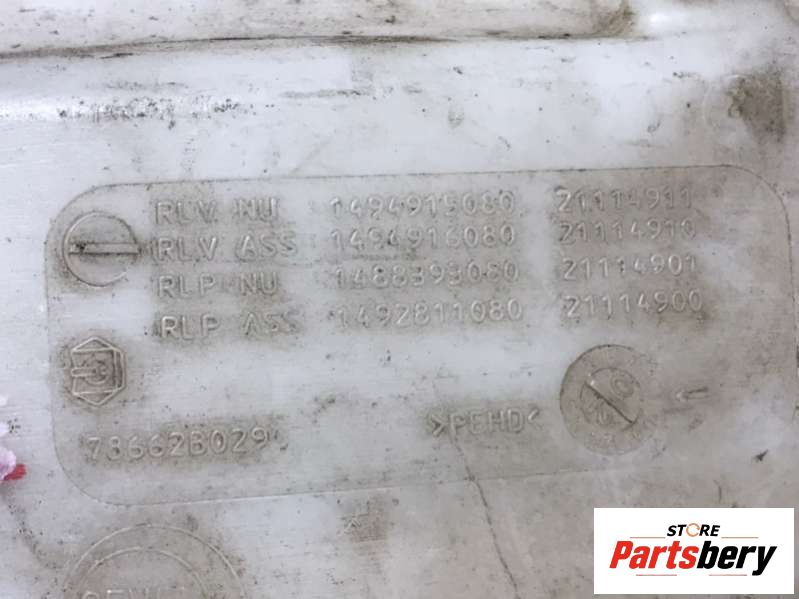 RLV NU 1494915080 21114911
RLV ASS 1494916080 21114910
RLP NU 1488393080 21114901
RLP ASS 1492811080 21114900
>PEHD<
STORE
Partsbery